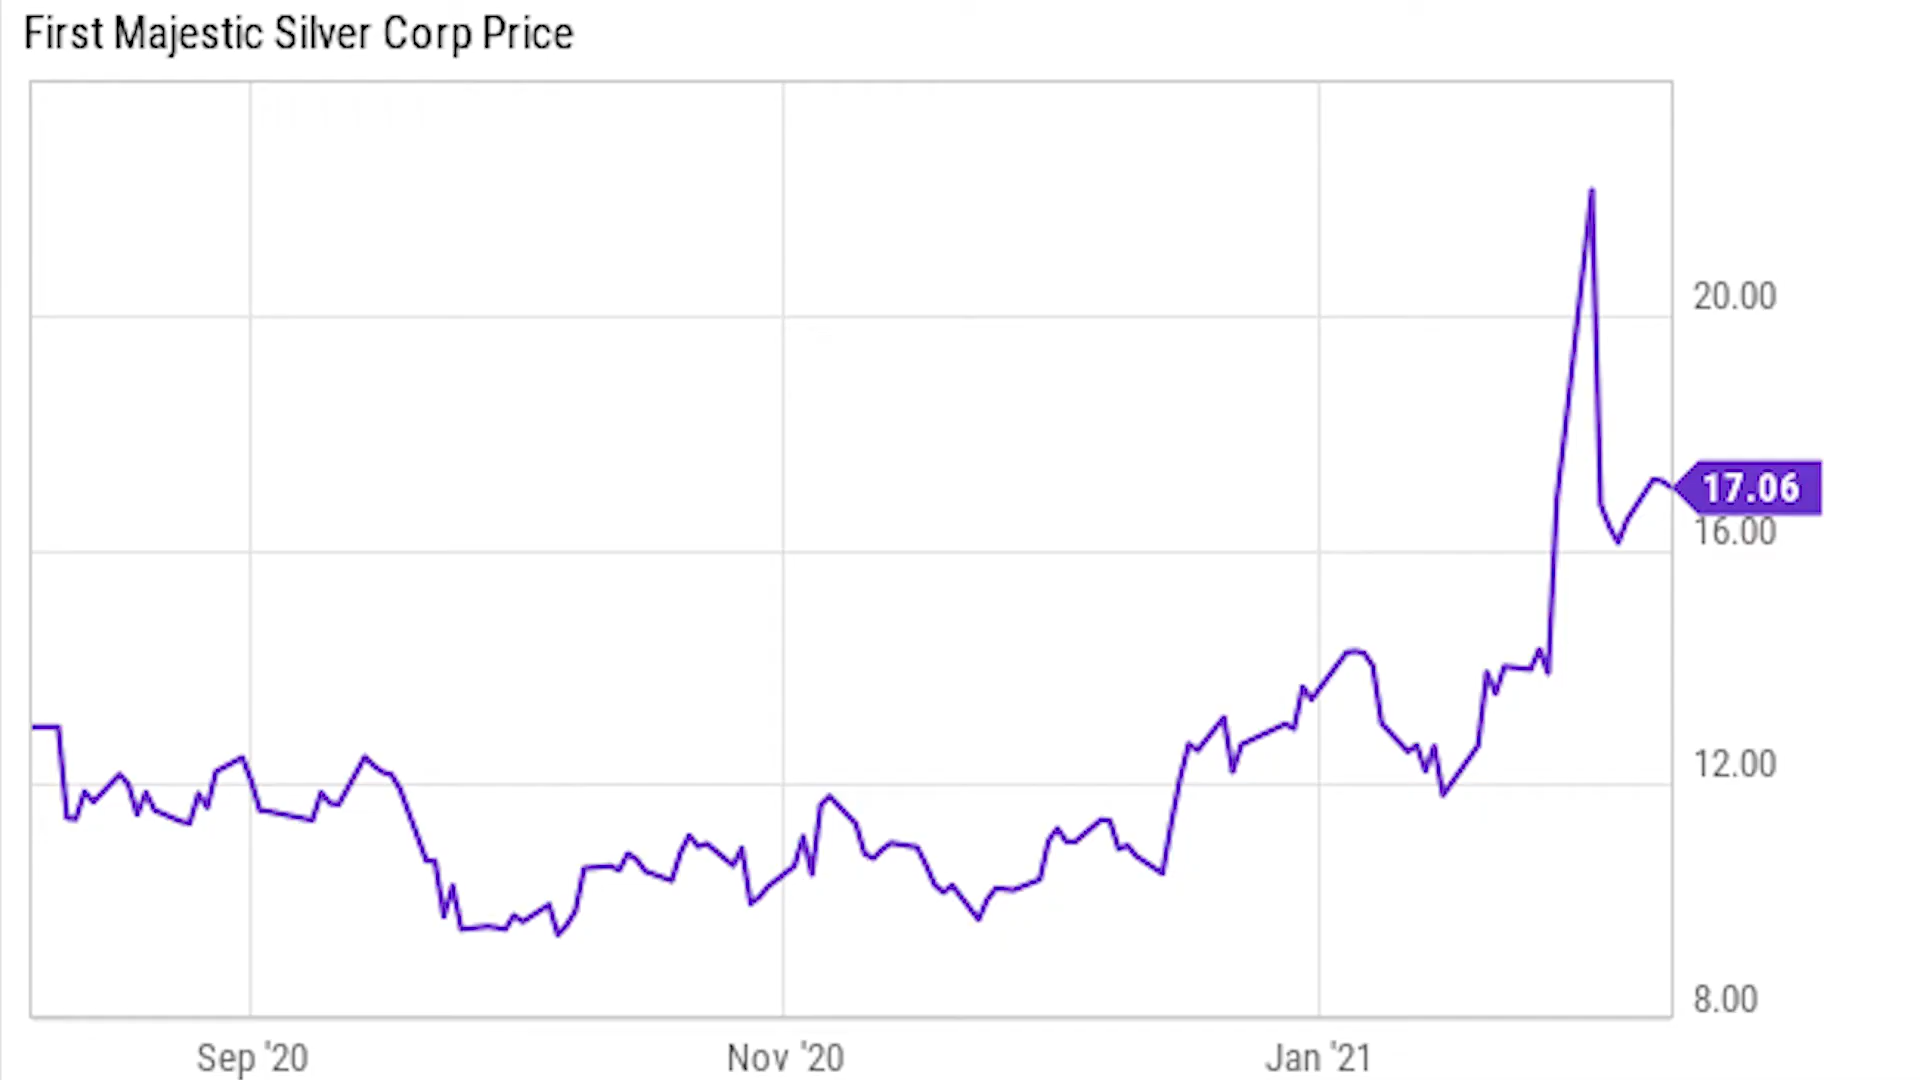 First Majestic Silver Corp Price
20.00
17.06
16.00
12.00
8.00
Sep '20
Nov '20
Jan '21